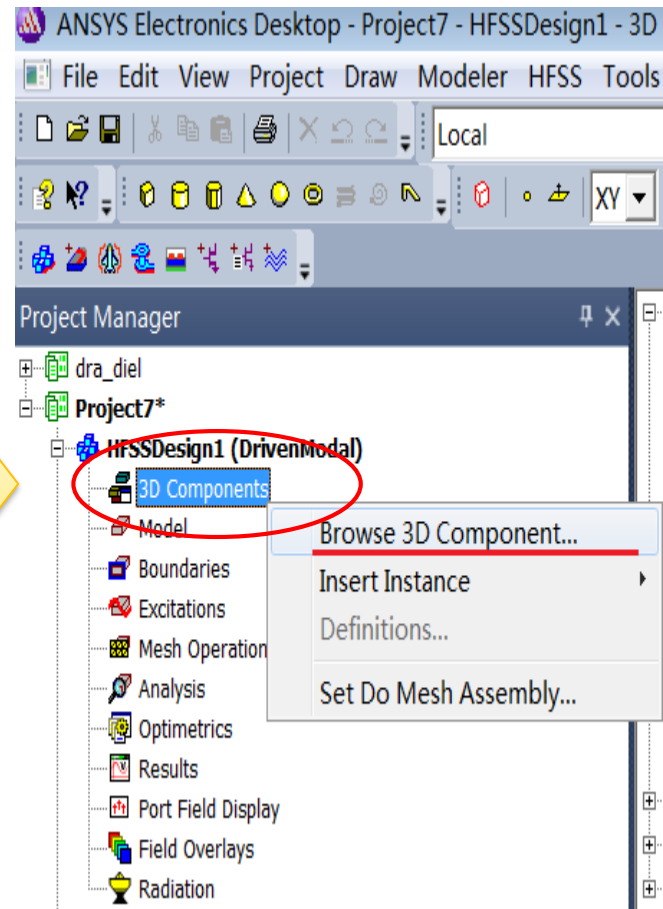 ANSYS Electronics Desktop - Project7 - HFSSDesign1 - 3D
File Edit View Project Draw Modeler HFSS Tools
Local
XY
Project Manager
dra_diel
Project7*
HFSSDesign1 (DrivenModal)
3D Components
Model
Browse 3D Component...
Boundaries
Insert Instance
Excitations
Definitions...
Mesh Operation
Analysis
Set Do Mesh Assembly...
Optimetrics
Results
Port Field Display
Field Overlays
Radiation